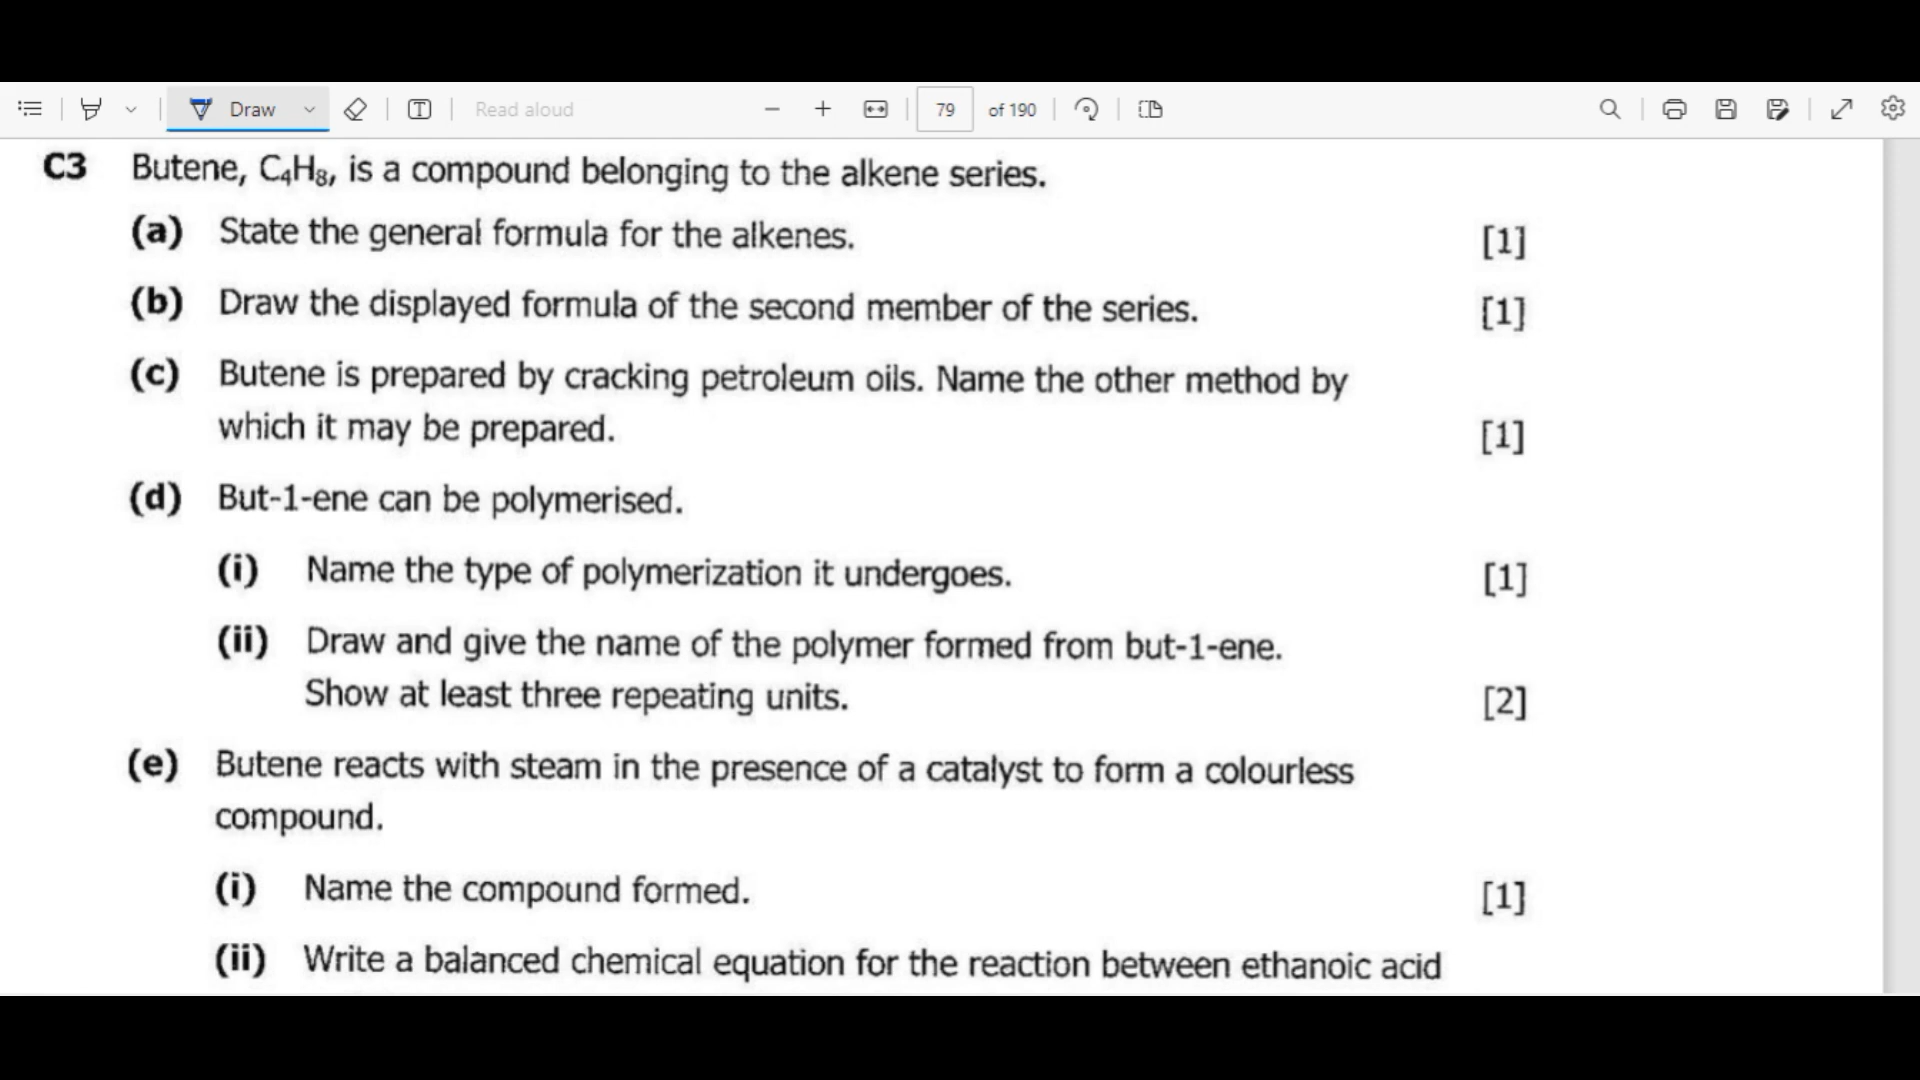 Draw
Read aloud
79 of 190
C3 Butene, C₄H₈, is a compound belonging to the alkene series.
(a) State the general formula for the alkenes. [1]
(b) Draw the displayed formula of the second member of the series. [1]
(c) Butene is prepared by cracking petroleum oils. Name the other method by
which it may be prepared. [1]
(d) But-1-ene can be polymerised.
(i) Name the type of polymerization it undergoes. [1]
(ii) Draw and give the name of the polymer formed from but-1-ene.
Show at least three repeating units. [2]
(e) Butene reacts with steam in the presence of a catalyst to form a colourless
compound.
(i) Name the compound formed. [1]
(ii) Write a balanced chemical equation for the reaction between ethanoic acid